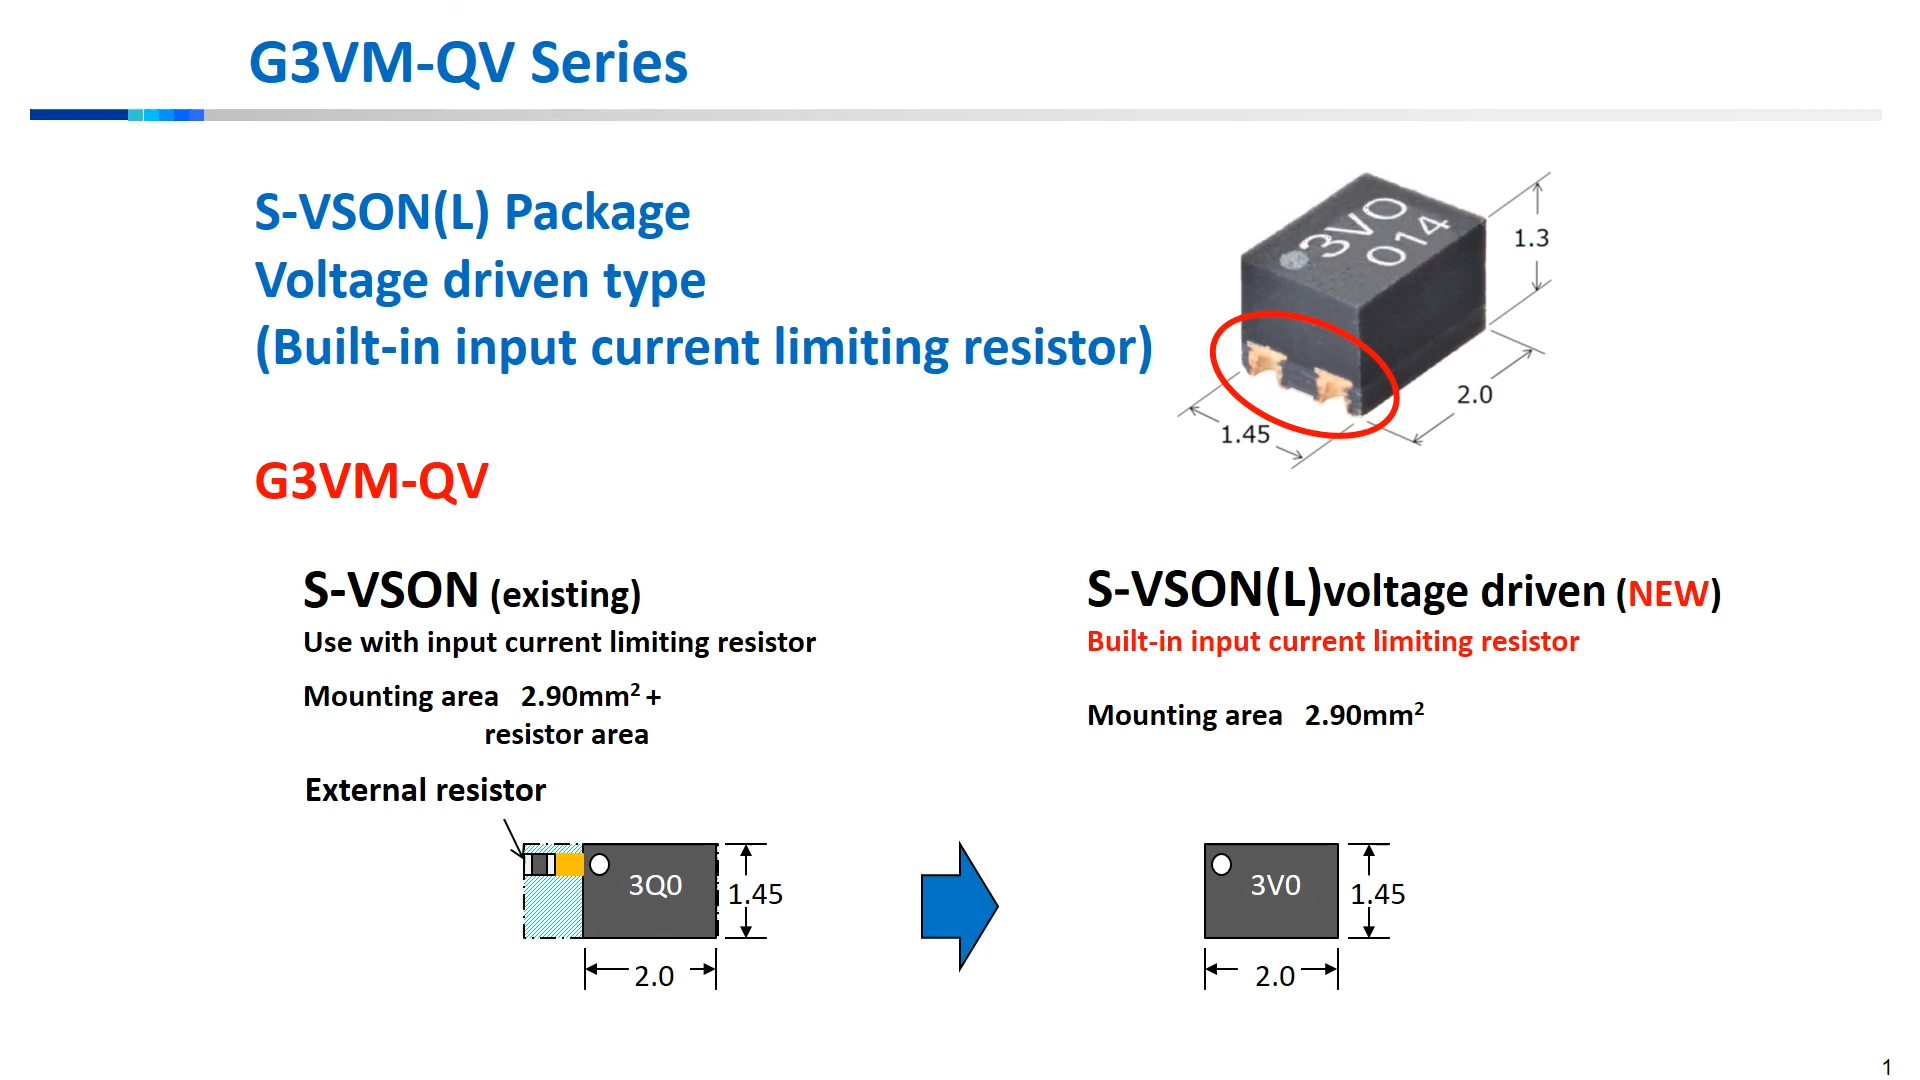 G3VM-QV Series
S-VSON(L) Package
Voltage driven type
(Built-in input current limiting resistor)
3V0
014
1.3
2.0
1.45
G3VM-QV
S-VSON (existing)
Use with input current limiting resistor
Mounting area 2.90mm² +
resistor area
External resistor
3Q0
1.45
2.0
S-VSON(L)voltage driven (NEW)
Built-in input current limiting resistor
Mounting area 2.90mm²
3V0
1.45
2.0
1